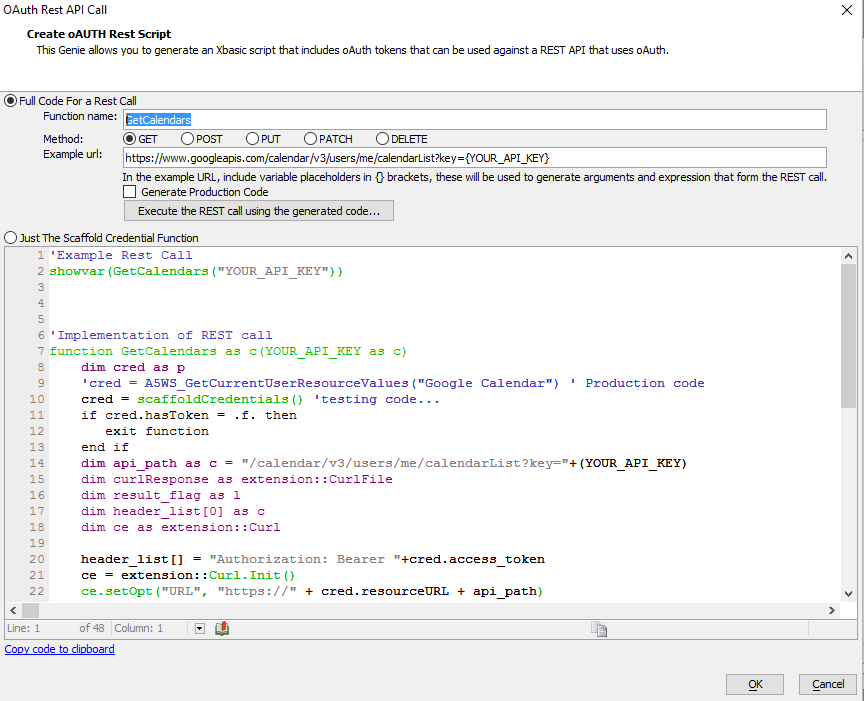 OAuth Rest API Call
Create oAUTH Rest Script
This Genie allows you to generate an Xbasic script that includes oAuth tokens that can be used against a REST API that uses oAuth.
Full Code For a Rest Call
Function name: GetCalendars
Method: GET POST PUT PATCH DELETE
Example url: https://www.googleapis.com/calendar/v3/users/me/calendarList?key={YOUR_API_KEY}
In the example URL, include variable placeholders in {} brackets, these will be used to generate arguments and expression that form the REST call.
Generate Production Code
Execute the REST call using the generated code...
Just The Scaffold Credential Function
1 'Example Rest Call
2 showvar(GetCalendars("YOUR_API_KEY"))
3
4
5
6 'Implementation of REST call
7 function GetCalendars as c(YOUR_API_KEY as c)
8 dim cred as p
9 'cred = A5WS_GetCurrentUserResourceValues("Google Calendar") ' Production code
10 cred = scaffoldCredentials() 'testing code...
11 if cred.hasToken = .f. then
12 exit function
13 end if
14 dim api_path as c = "/calendar/v3/users/me/calendarList?key="+(YOUR_API_KEY)
15 dim curlResponse as extension::CurlFile
16 dim result_flag as l
17 dim header_list[0] as c
18 dim ce as extension::Curl
19
20 header_list[] = "Authorization: Bearer "+cred.access_token
21 ce = extension::Curl.Init()
22 ce.setOpt("URL", "https://" + cred.resourceURL + api_path)
Line: 1 of 48 Column: 1
Copy code to clipboard
OK Cancel